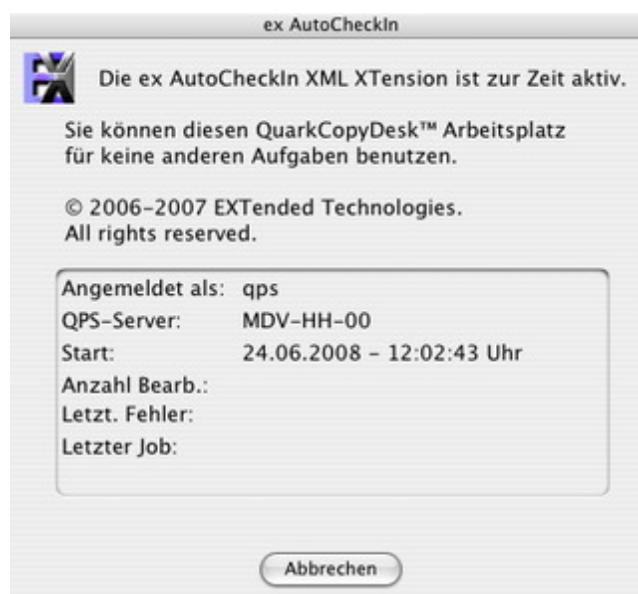 ex AutoCheckIn
Die ex AutoCheckIn XML XTension ist zur Zeit aktiv.
Sie können diesen QuarkCopyDesk™ Arbeitsplatz
für keine anderen Aufgaben benutzen.
© 2006–2007 EXTended Technologies.
All rights reserved.
Angemeldet als: qps
QPS–Server: MDV–HH–00
Start: 24.06.2008 – 12:02:43 Uhr
Anzahl Bearb.:
Letzt. Fehler:
Letzter Job:
Abbrechen